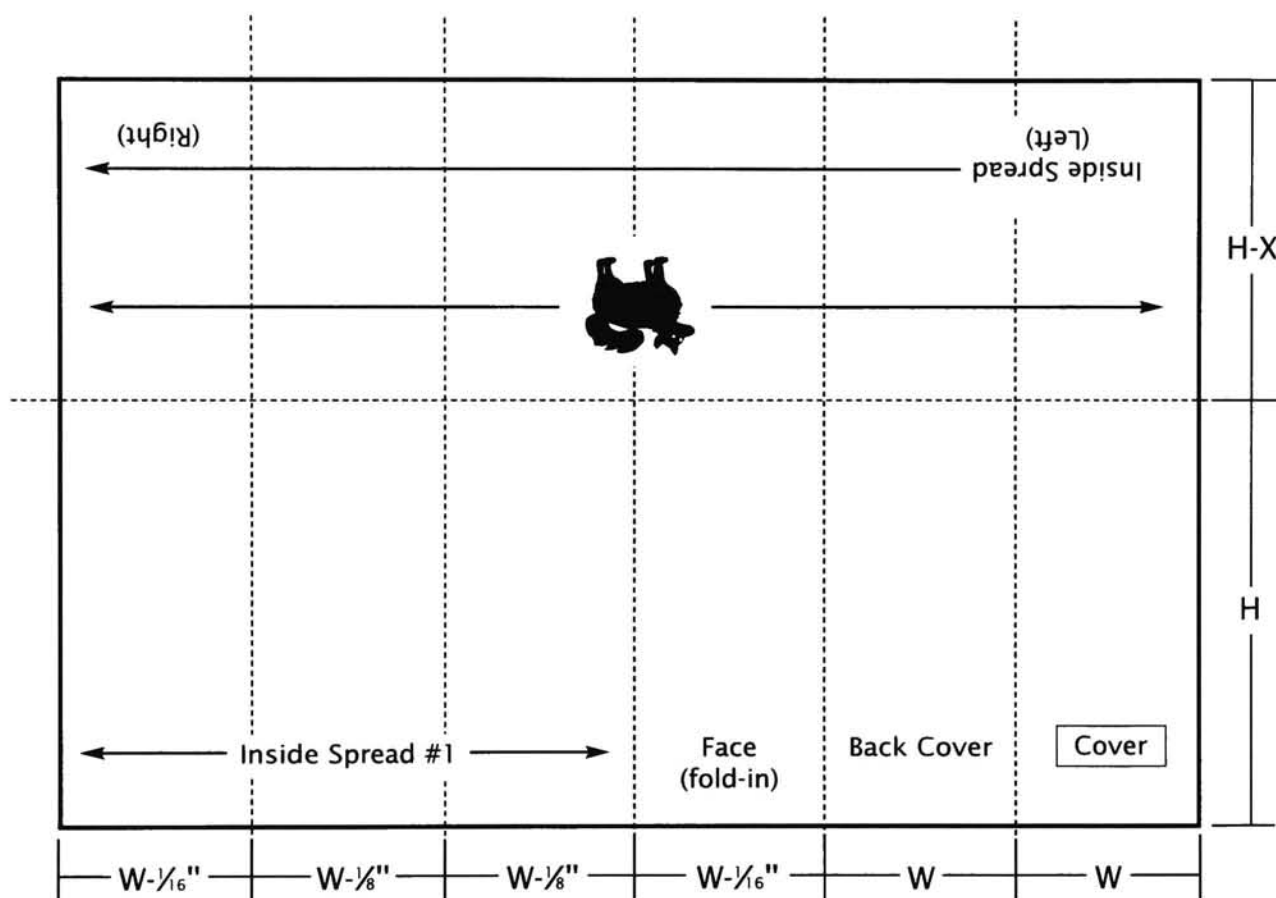 (Right)
(Left)
Inside Spread
H-X
H
Inside Spread #1
Face
(fold-in)
Back Cover
Cover
W-1/16"
W-1/8"
W-1/8"
W-1/16"
W
W